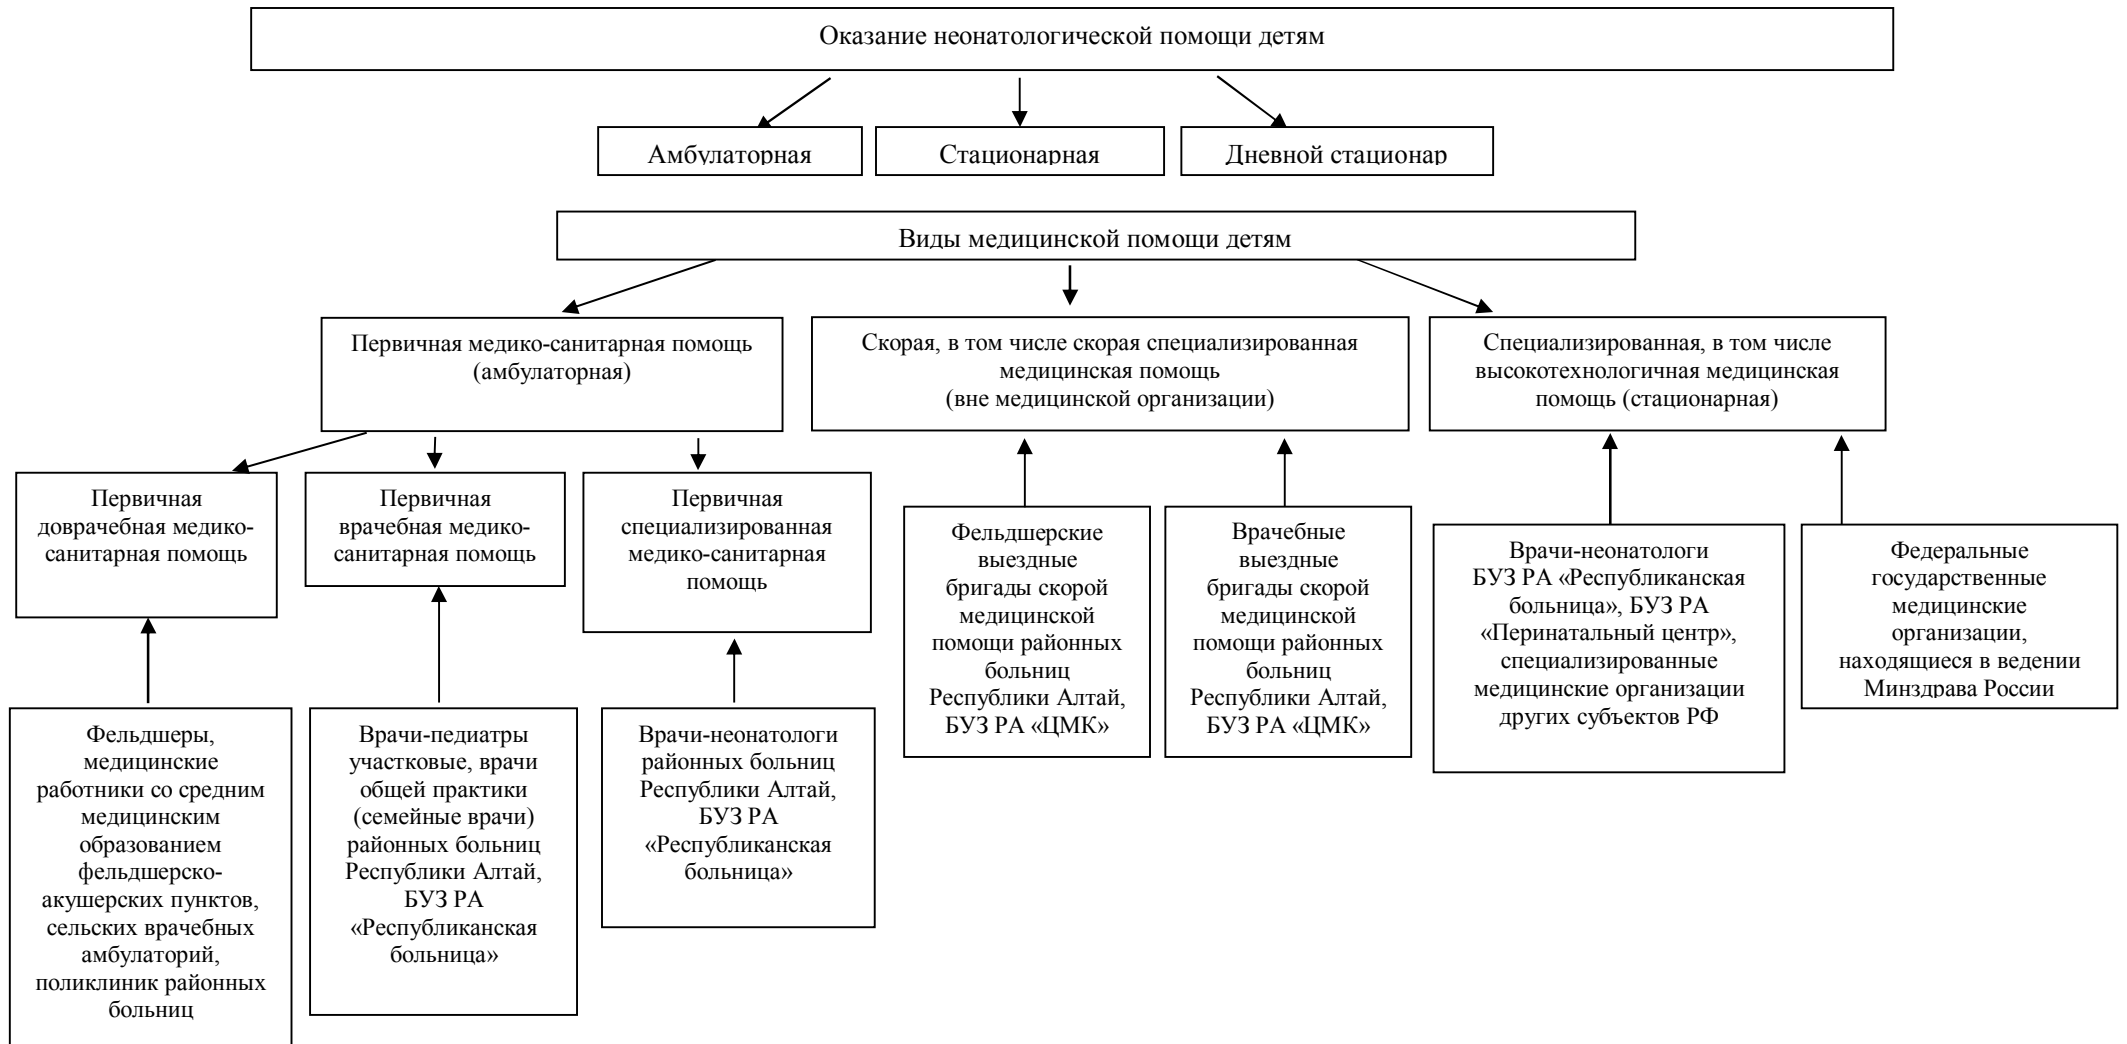 Оказание неонатологической помощи детям
Амбулаторная
Стационарная
Дневной стационар
Виды медицинской помощи детям
Первичная медико-санитарная помощь
(амбулаторная)
Скорая, в том числе скорая специализированная
медицинская помощь
(вне медицинской организации)
Специализированная, в том числе
высокотехнологичная медицинская
помощь (стационарная)
Первичная
доврачебная медико-
санитарная помощь
Первичная
врачебная медико-
санитарная помощь
Первичная
специализированная
медико-санитарная
помощь
Фельдшерские
выездные
бригады скорой
медицинской
помощи районных
больниц
Республики Алтай,
БУЗ РА «ЦМК»
Врачебные
выездные
бригады скорой
медицинской
помощи районных
больниц
Республики Алтай,
БУЗ РА «ЦМК»
Врачи-неонатологи
БУЗ РА «Республиканская
больница», БУЗ РА
«Перинатальный центр»,
специализированные
медицинские организации
других субъектов РФ
Федеральные
государственные
медицинские
организации,
находящиеся в ведении
Минздрава России
Фельдшеры,
медицинские
работники со средним
медицинским
образованием
фельдшерско-
акушерских пунктов,
сельских врачебных
амбулаторий,
поликлиник районных
больниц
Врачи-педиатры
участковые, врачи
общей практики
(семейные врачи)
районных больниц
Республики Алтай,
БУЗ РА
«Республиканская
больница»
Врачи-неонатологи
районных больниц
Республики Алтай,
БУЗ РА
«Республиканская
больница»